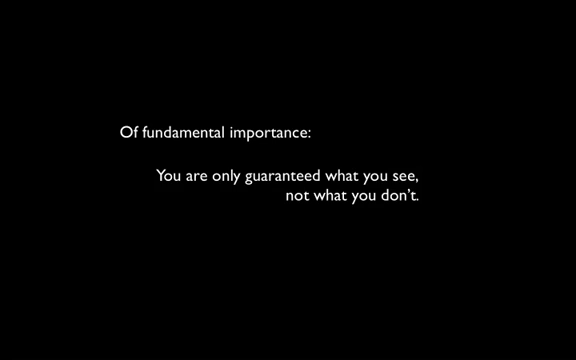 Of fundamental importance:
You are only guaranteed what you see,
not what you don't.